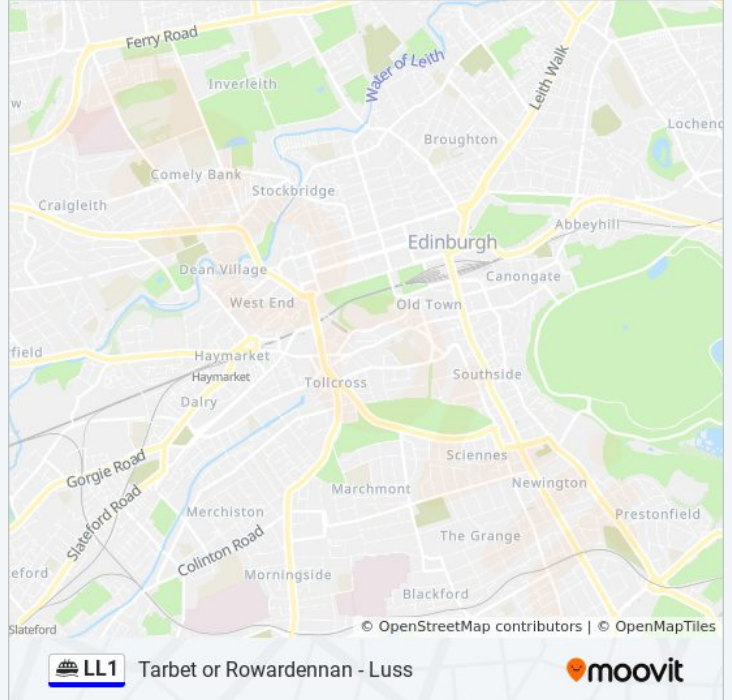 Ferry Road
Water of Leith
Leith Walk
Inverleith
w
Broughton
Lochend
Comely Bank
Stockbridge
Craigleith
Abbeyhill
Edinburgh
Dean Village
Canongate
West End
Old Town
field
Haymarket
Haymarket
Southside
Tollcross
Dalry
Gorgie Road
Sciennes
Newington
Marchmont
Slateford Road
Merchiston
Prestonfield
Colinton Road
The Grange
eford
Morningside
Blackford
Slateford
© OpenStreetMap contributors | © OpenMapTiles
LL1 Tarbet or Rowardennan - Luss moovit